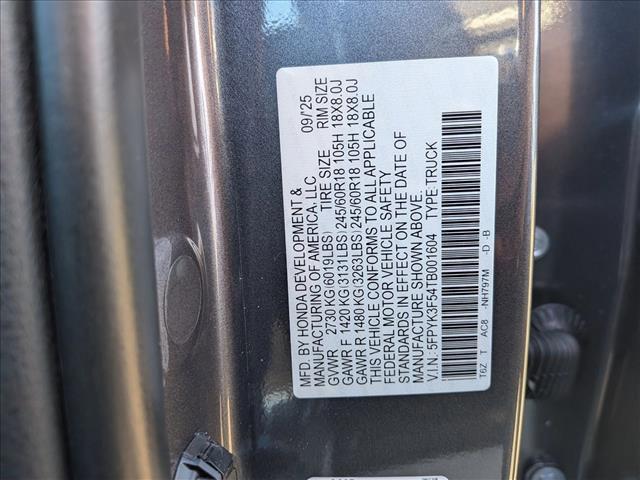 MFD. BY HONDA DEVELOPMENT & 09/'25
MANUFACTURING OF AMERICA, LLC
GVWR 2730 KG(6019LBS) TIRE SIZE RIM SIZE
GAWR F 1420 KG(3131LBS)245/60R18 105H 18X8.0J
GAWR R 1480 KG(3263LBS)245/60R18 105H 18X8.0J
THIS VEHICLE CONFORMS TO ALL APPLICABLE
FEDERAL MOTOR VEHICLE SAFETY
STANDARDS IN EFFECT ON THE DATE OF
MANUFACTURE SHOWN ABOVE.
V.I.N.:5FPYK3F54TB001604 TYPE:TRUCK
T6Z T AC8 -NH797M -D -B